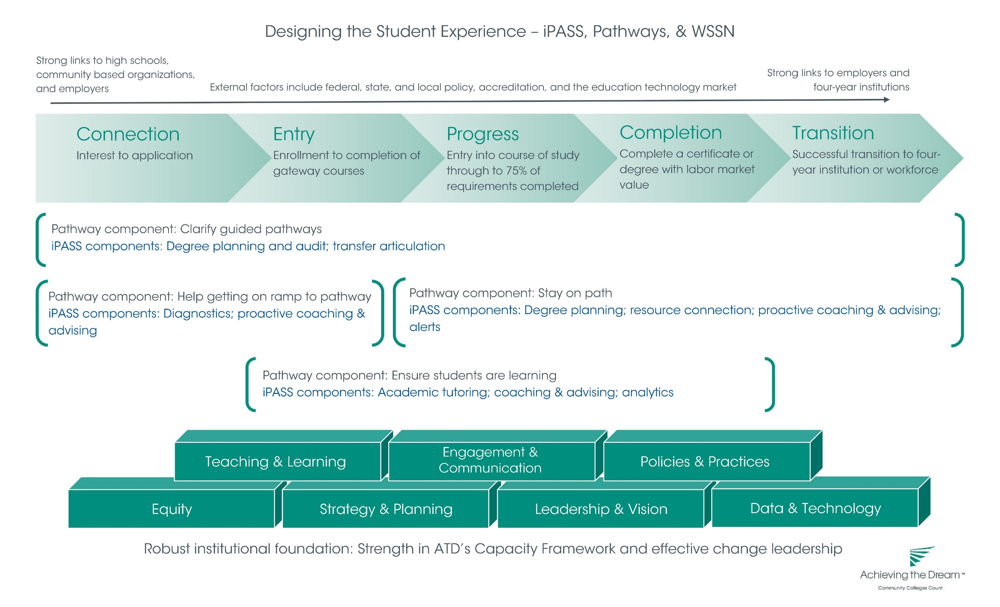 Designing the Student Experience – iPASS, Pathways, & WSSN
Strong links to high schools,
community based organizations,
and employers
External factors include federal, state, and local policy, accreditation, and the education technology market
Strong links to employers and
four-year institutions
Connection
Interest to application
Entry
Enrollment to completion of
gateway courses
Progress
Entry into course of study
through to 75% of
requirements completed
Completion
Complete a certificate or
degree with labor market
value
Transition
Successful transition to four-
year institution or workforce
Pathway component: Clarify guided pathways
iPASS components: Degree planning and audit; transfer articulation
Pathway component: Help getting on ramp to pathway
iPASS components: Diagnostics; proactive coaching &
advising
Pathway component: Stay on path
iPASS components: Degree planning; resource connection; proactive coaching & advising;
alerts
Pathway component: Ensure students are learning
iPASS components: Academic tutoring; coaching & advising; analytics
Teaching & Learning
Engagement &
Communication
Policies & Practices
Equity
Strategy & Planning
Leadership & Vision
Data & Technology
Robust institutional foundation: Strength in ATD's Capacity Framework and effective change leadership
Achieving the Dream™
Community Colleges Count